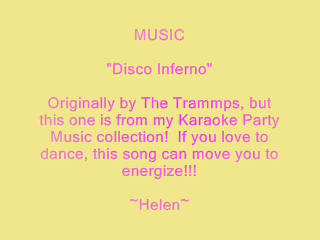 MUSIC
"Disco Inferno"
Originally by The Trammps, but
this one is from my Karaoke Party
Music collection!  If you love to
dance, this song can move you to
energize!!!
~Helen~